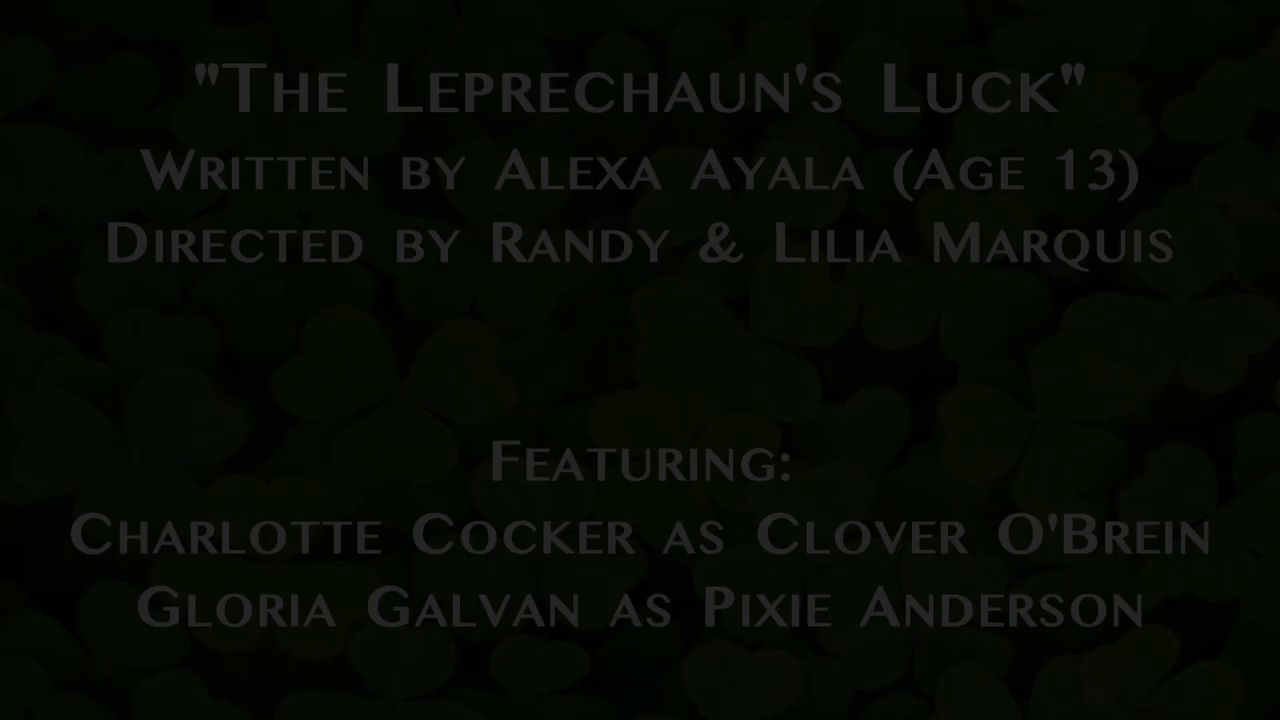 "The Leprechaun's Luck"
Written by Alexa Ayala (Age 13)
Directed by Randy & Lilia Marquis
Featuring:
Charlotte Cocker as Clover O'Brein
Gloria Galvan as Pixie Anderson